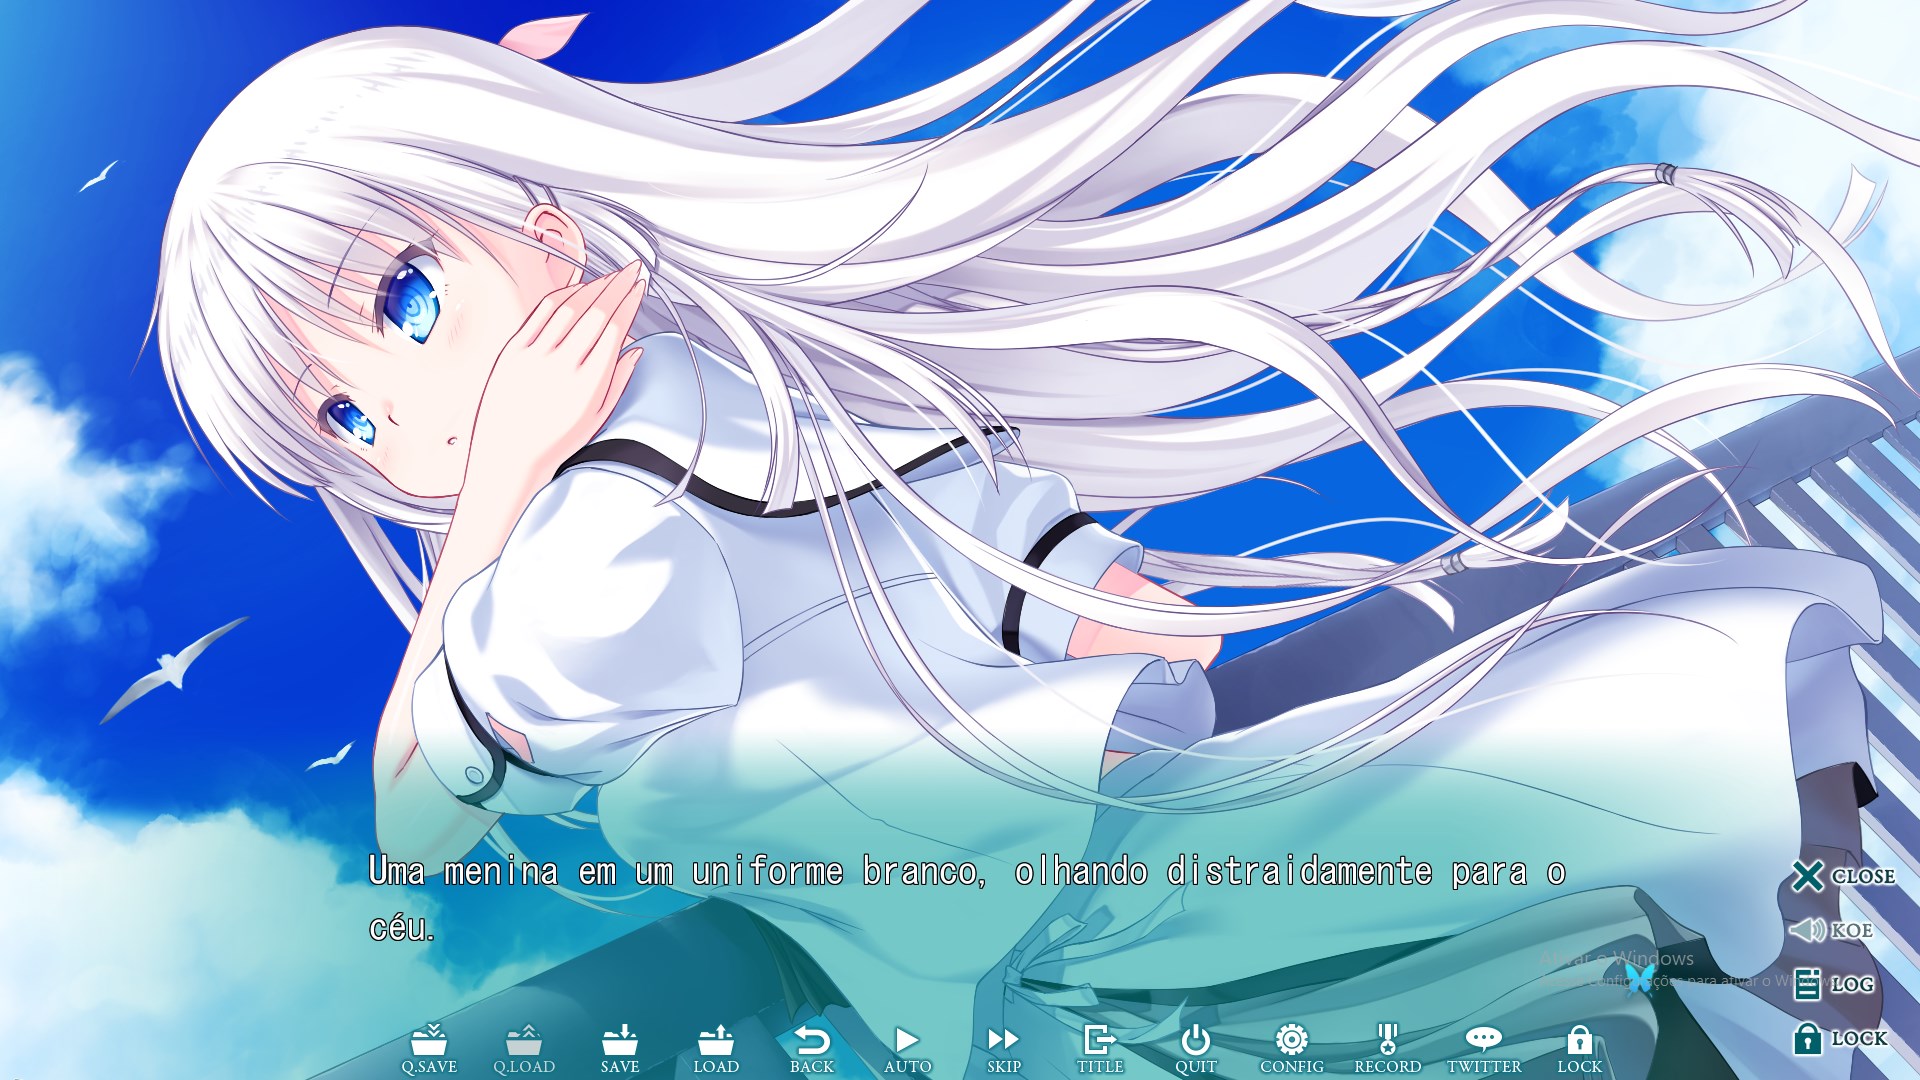 Uma menina em um uniforme branco, olhando distraidamente para o
céu.
CLOSE
KOE
Ativar o Windows
configurações para ativar o Windows
LOG
LOCK
Q.SAVE
Q.LOAD
SAVE
LOAD
BACK
AUTO
SKIP
TITLE
QUIT
CONFIG
RECORD
TWITTER
LOCK